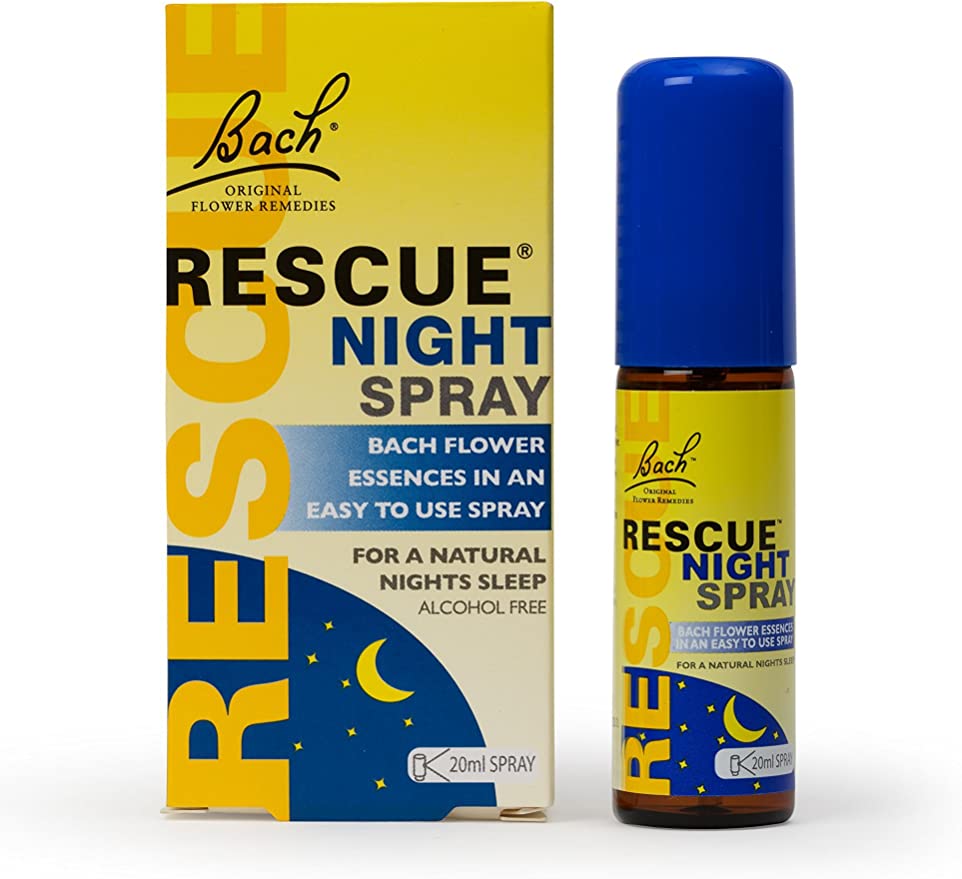 RESCUE
Bach®
ORIGINAL
FLOWER REMEDIES
RESCUE®
NIGHT
SPRAY
BACH FLOWER
ESSENCES IN AN
EASY TO USE SPRAY
FOR A NATURAL
NIGHTS SLEEP
ALCOHOL FREE
20ml SPRAY
RESCUE
Bach™
ORIGINAL
FLOWER REMEDIES
RESCUE™
NIGHT
SPRAY
BACH FLOWER ESSENCES
IN AN EASY TO USE SPRAY
FOR A NATURAL NIGHTS SLEEP
20ml SPRAY